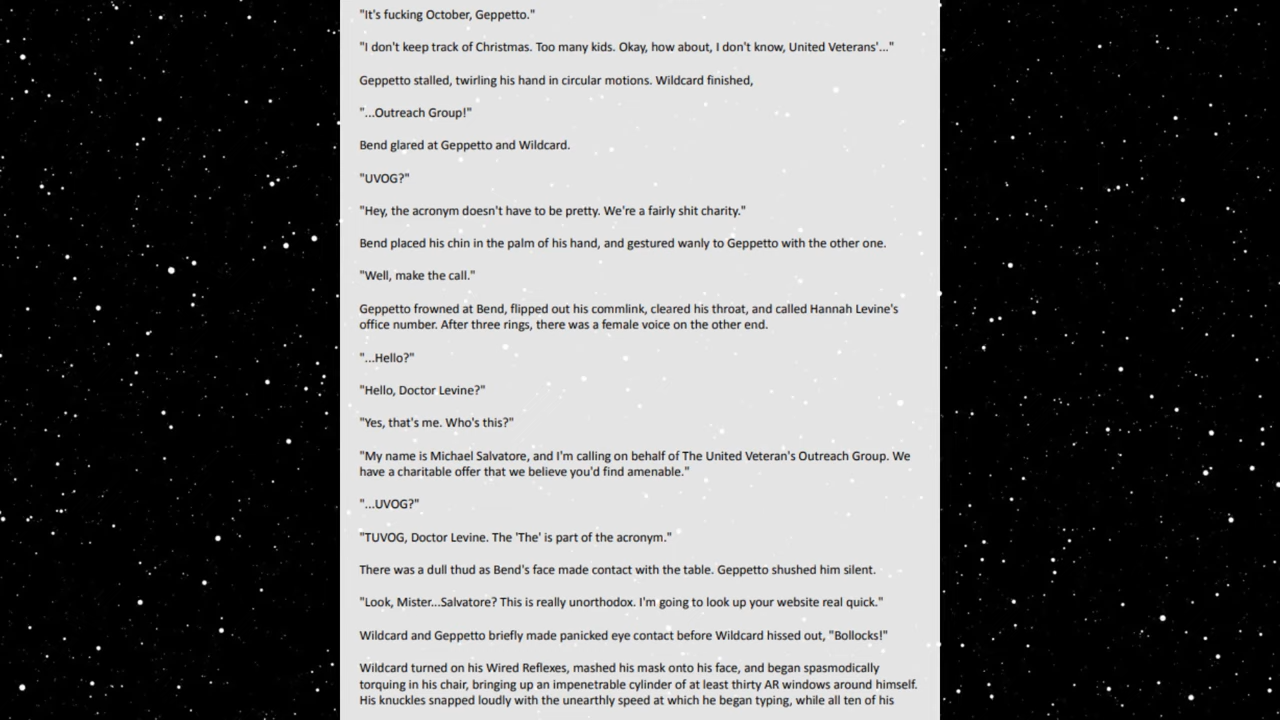 "It's fucking October, Geppetto."
"I don't keep track of Christmas. Too many kids. Okay, how about, I don't know, United Veterans'..."
Geppetto stalled, twirling his hand in circular motions. Wildcard finished,
"...Outreach Group!"
Bend glared at Geppetto and Wildcard.
"UVOG?"
"Hey, the acronym doesn't have to be pretty. We're a fairly shit charity."
Bend placed his chin in the palm of his hand, and gestured wanly to Geppetto with the other one.
"Well, make the call."
Geppetto frowned at Bend, flipped out his commlink, cleared his throat, and called Hannah Levine's
office number. After three rings, there was a female voice on the other end.
"...Hello?"
"Hello, Doctor Levine?"
"Yes, that's me. Who's this?"
"My name is Michael Salvatore, and I'm calling on behalf of The United Veteran's Outreach Group. We
have a charitable offer that we believe you'd find amenable."
"...UVOG?"
"TUVOG, Doctor Levine. The 'The' is part of the acronym."
There was a dull thud as Bend's face made contact with the table. Geppetto shushed him silent.
"Look, Mister...Salvatore? This is really unorthodox. I'm going to look up your website real quick."
Wildcard and Geppetto briefly made panicked eye contact before Wildcard hissed out, "Bollocks!"
Wildcard turned on his Wired Reflexes, mashed his mask onto his face, and began spasmodically
torquing in his chair, bringing up an impenetrable cylinder of at least thirty AR windows around himself.
His knuckles snapped loudly with the unearthly speed at which he began typing, while all ten of his